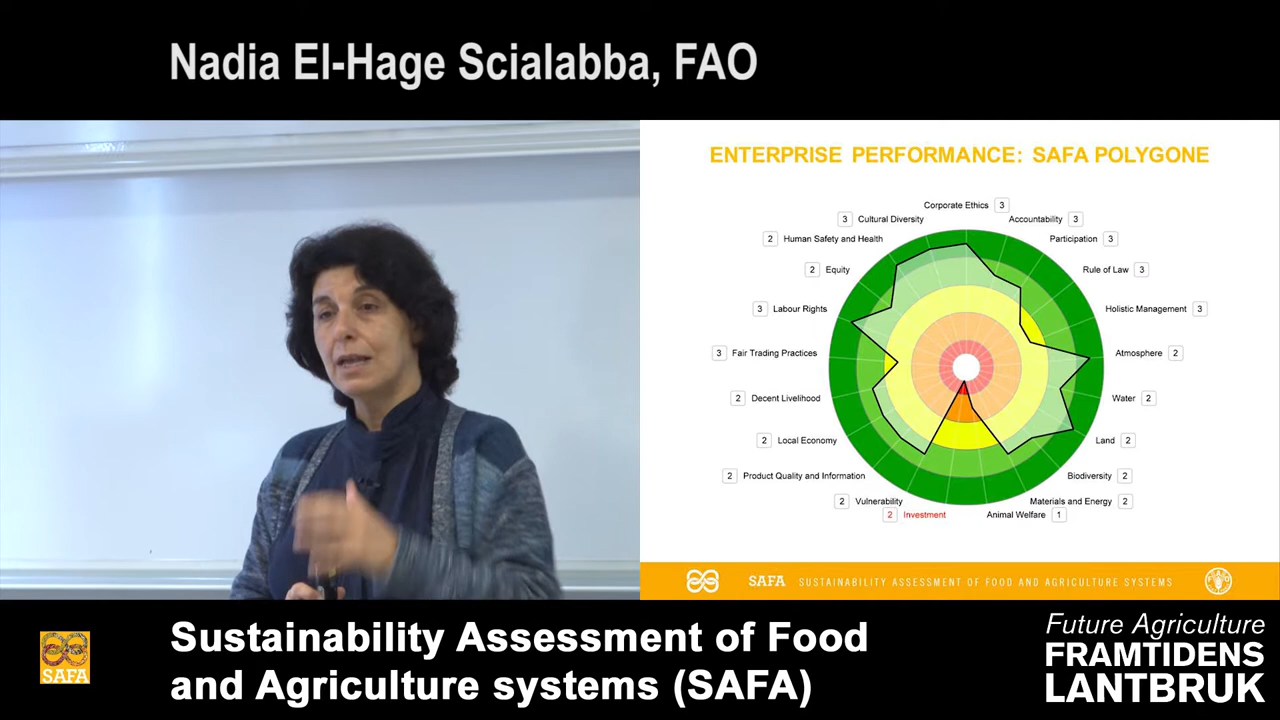 Nadia El-Hage Scialabba, FAO
ENTERPRISE PERFORMANCE: SAFA POLYGONE
Corporate Ethics 3
3 Cultural Diversity
Accountability 3
2 Human Safety and Health
Participation 3
2 Equity
Rule of Law 3
3 Labour Rights
Holistic Management 3
3 Fair Trading Practices
Atmosphere 2
2 Decent Livelihood
Water 2
2 Local Economy
Land 2
2 Product Quality and Information
Biodiversity 2
2 Vulnerability
Materials and Energy 2
2 Investment
Animal Welfare 1
SAFA SUSTAINABILITY ASSESSMENT OF FOOD AND AGRICULTURE SYSTEMS
SAFA
Sustainability Assessment of Food
and Agriculture systems (SAFA)
Future Agriculture
FRAMTIDENS
LANTBRUK